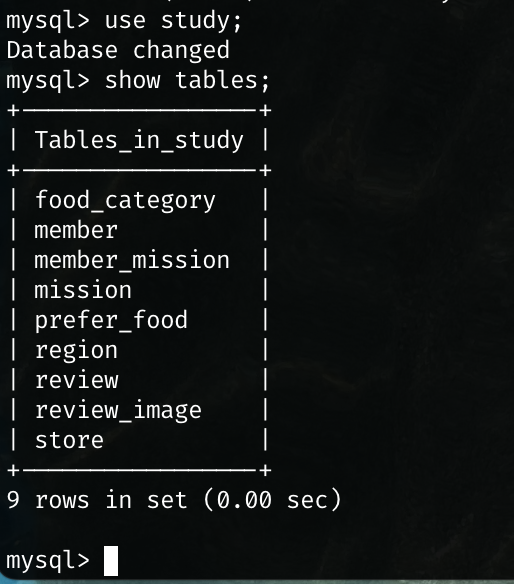 mysql> use study;
Database changed
mysql> show tables;
+-----------------+
| Tables_in_study |
+-----------------+
| food_category   |
| member          |
| member_mission  |
| mission         |
| prefer_food     |
| region          |
| review          |
| review_image    |
| store           |
+-----------------+
9 rows in set (0.00 sec)
mysql>